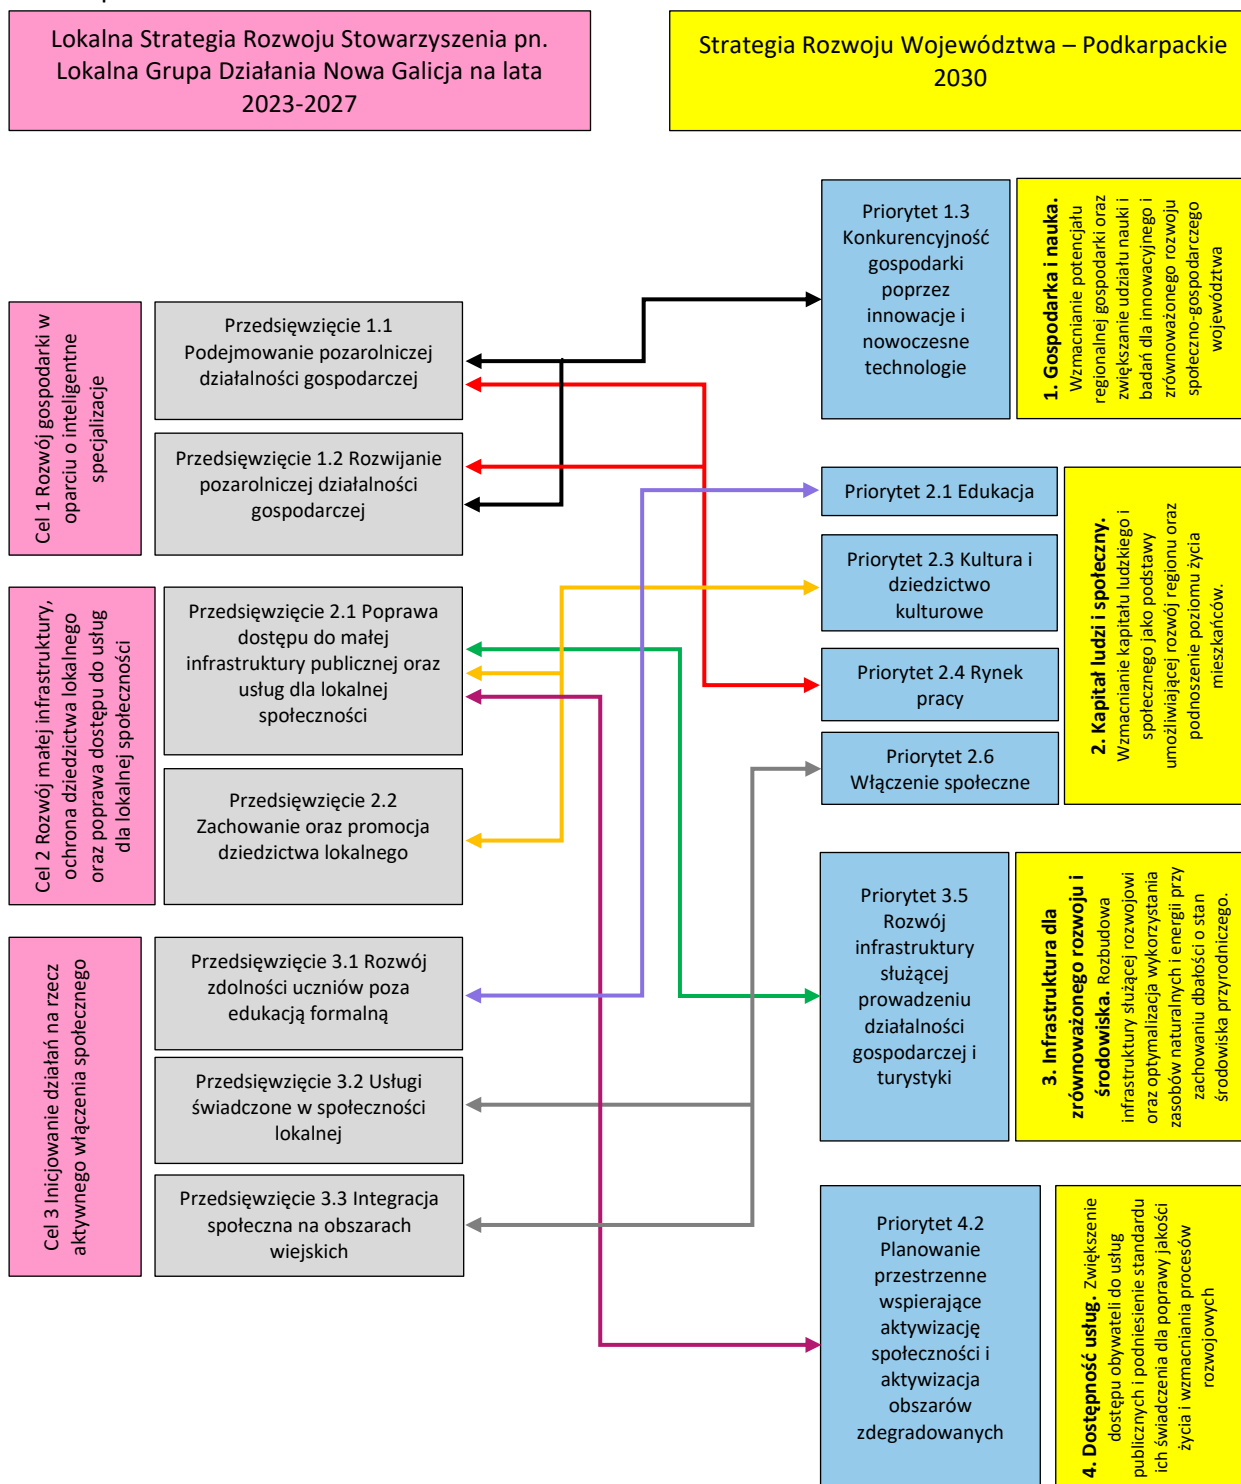 Lokalna Strategia Rozwoju Stowarzyszenia pn.
Lokalna Grupa Działania Nowa Galicja na lata
2023-2027
Strategia Rozwoju Województwa – Podkarpackie
2030
Cel 1 Rozwój gospodarki w
oparciu o inteligentne
specjalizacje
Przedsięwzięcie 1.1
Podejmowanie pozarolniczej
działalności gospodarczej
Przedsięwzięcie 1.2 Rozwijanie
pozarolniczej działalności
gospodarczej
Cel 2 Rozwój małej infrastruktury,
ochrona dziedzictwa lokalnego
oraz poprawa dostępu do usług
dla lokalnej społeczności
Przedsięwzięcie 2.1 Poprawa
dostępu do małej
infrastruktury publicznej oraz
usług dla lokalnej
społeczności
Przedsięwzięcie 2.2
Zachowanie oraz promocja
dziedzictwa lokalnego
Cel 3 Inicjowanie działań na rzecz
aktywnego włączenia społecznego
Przedsięwzięcie 3.1 Rozwój
zdolności uczniów poza
edukacją formalną
Przedsięwzięcie 3.2 Usługi
świadczone w społeczności
lokalnej
Przedsięwzięcie 3.3 Integracja
społeczna na obszarach
wiejskich
Priorytet 1.3
Konkurencyjność
gospodarki
poprzez
innowacje i
nowoczesne
technologie
1. Gospodarka i nauka.
Wzmacnianie potencjału
regionalnej gospodarki oraz
zwiększanie udziału nauki i
badań dla innowacyjnego i
zrównoważonego rozwoju
społeczno-gospodarczego
województwa
Priorytet 2.1 Edukacja
Priorytet 2.3 Kultura i
dziedzictwo
kulturowe
Priorytet 2.4 Rynek
pracy
Priorytet 2.6
Włączenie społeczne
2. Kapitał ludzi i społeczny.
Wzmacnianie kapitału ludzkiego i
społecznego jako podstawy
umożliwiającej rozwój regionu oraz
podnoszenie poziomu życia
mieszkańców.
Priorytet 3.5
Rozwój
infrastruktury
służącej
prowadzeniu
działalności
gospodarczej i
turystyki
3. Infrastruktura dla
zrównoważonego rozwoju i
środowiska. Rozbudowa
infrastruktury służącej rozwojowi
oraz optymalizacja wykorzystania
zasobów naturalnych i energii przy
zachowaniu dbałości o stan
środowiska przyrodniczego.
Priorytet 4.2
Planowanie
przestrzenne
wspierające
aktywizację
społeczności i
aktywizacja
obszarów
zdegradowanych
4. Dostępność usług. Zwiększenie
dostępu obywateli do usług
publicznych i podniesienie standardu
ich świadczenia dla poprawy jakości
życia i wzmacniania procesów
rozwojowych